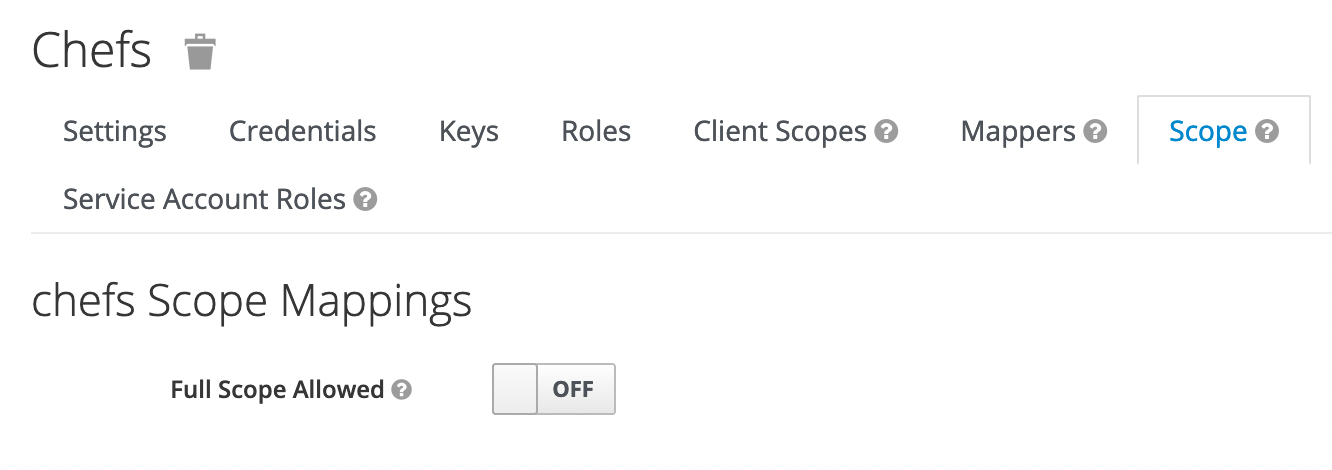 Chefs
Settings Credentials Keys Roles Client Scopes ? Mappers ? Scope ?
Service Account Roles ?
chefs Scope Mappings
Full Scope Allowed ? OFF